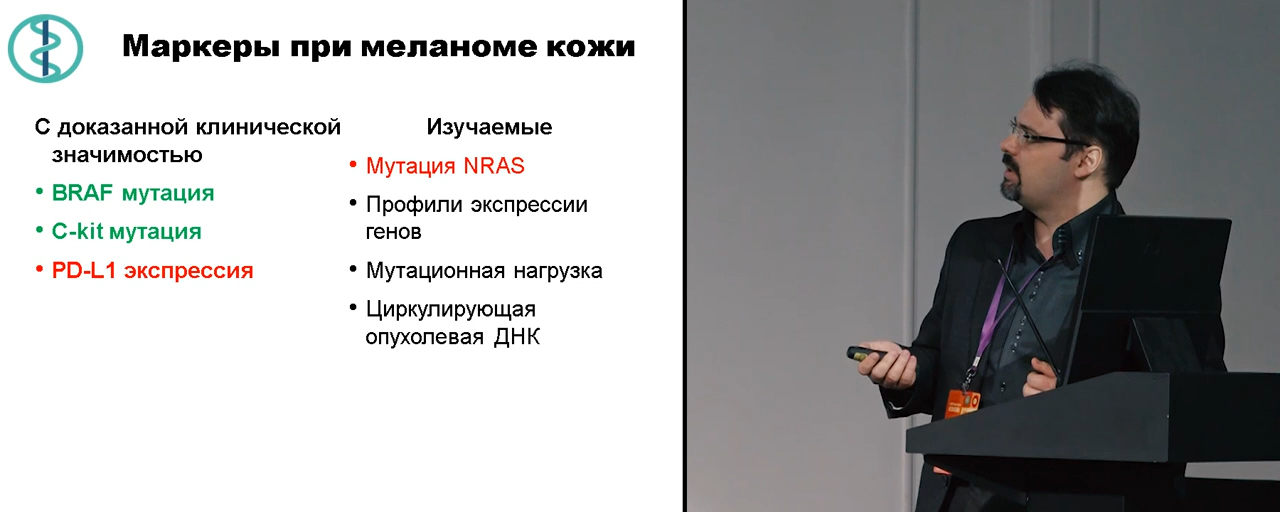 Маркеры при меланоме кожи
С доказанной клинической
значимостью
• BRAF мутация
• C-kit мутация
• PD-L1 экспрессия
Изучаемые
• Мутация NRAS
• Профили экспрессии
генов
• Мутационная нагрузка
• Циркулирующая
опухолевая ДНК